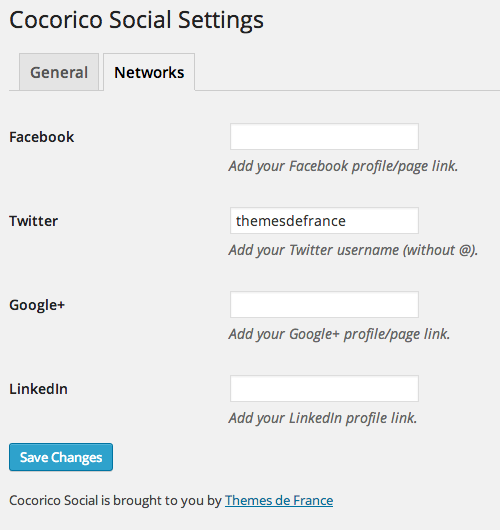 Cocorico Social Settings
General Networks
Facebook
Add your Facebook profile/page link.
Twitter themesdefrance
Add your Twitter username (without @).
Google+
Add your Google+ profile/page link.
LinkedIn
Add your LinkedIn profile link.
Save Changes
Cocorico Social is brought to you by Themes de France